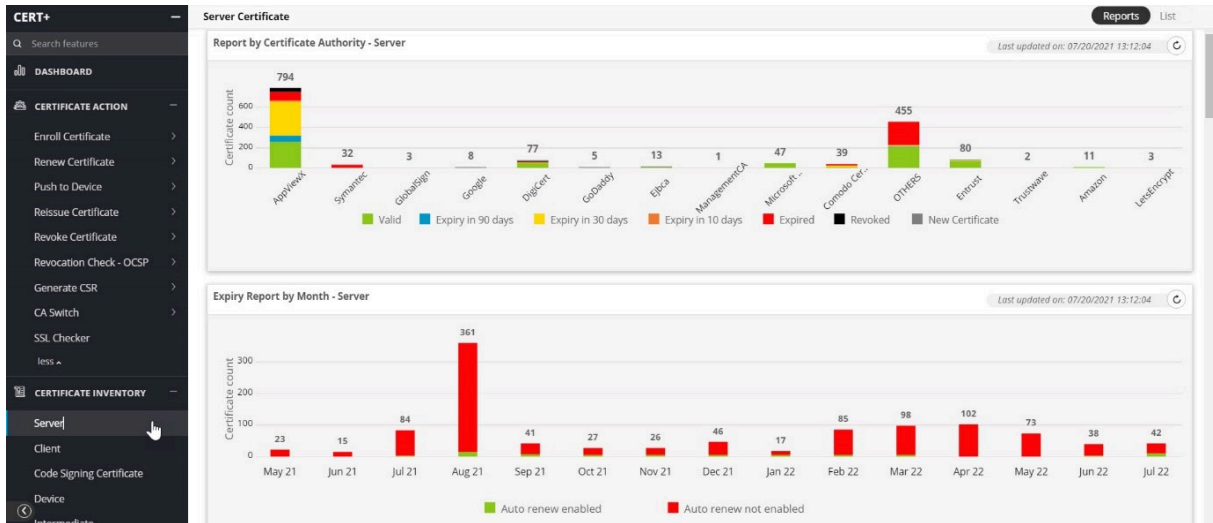 CERT+
Search features
DASHBOARD
CERTIFICATE ACTION
Enroll Certificate
Renew Certificate
Push to Device
Reissue Certificate
Revoke Certificate
Revocation Check - OCSP
Generate CSR
CA Switch
SSL Checker
less
CERTIFICATE INVENTORY
Server
Client
Code Signing Certificate
Device
Intermediate
Server Certificate
Reports List
Report by Certificate Authority - Server
Last updated on: 07/20/2021 13:12:04
Certificate count
600
400
200
0
794 32 3 8 77 5 13 1 47 39 455 80 2 11 3
AppViewX Symantec GlobalSign Google DigiCert GoDaddy Ejbca ManagementCA Microsoft .. Comodo Cer.. OTHERS Entrust Trustwave Amazon LetsEncrypt
Valid Expiry in 90 days Expiry in 30 days Expiry in 10 days Expired Revoked New Certificate
Expiry Report by Month - Server
Last updated on: 07/20/2021 13:12:04
Certificate count
300
200
100
0
23 15 84 361 41 27 26 46 17 85 98 102 73 38 42
May 21 Jun 21 Jul 21 Aug 21 Sep 21 Oct 21 Nov 21 Dec 21 Jan 22 Feb 22 Mar 22 Apr 22 May 22 Jun 22 Jul 22
Auto renew enabled Auto renew not enabled